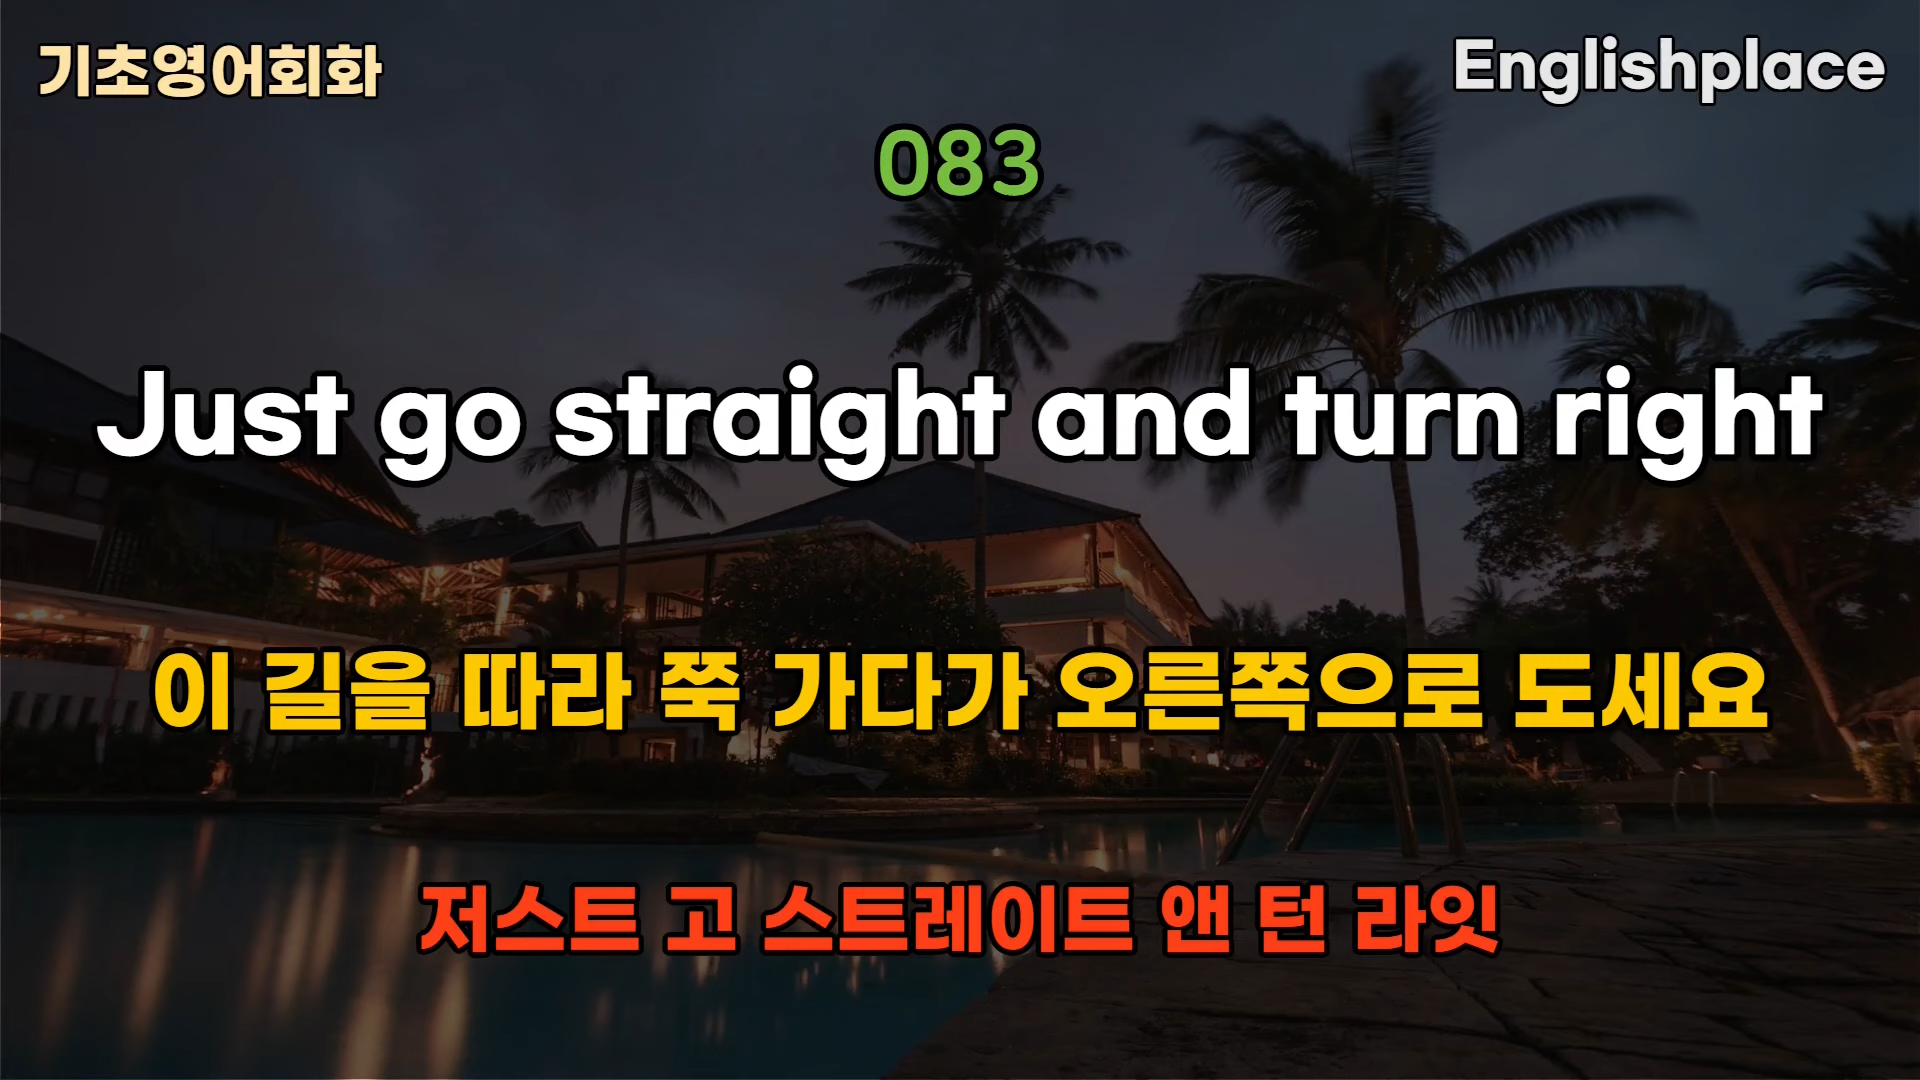 기초영어회화
Englishplace
083
Just go straight and turn right
이 길을 따라 쭉 가다가 오른쪽으로 도세요
저스트 고 스트레이트 앤 턴 라잇